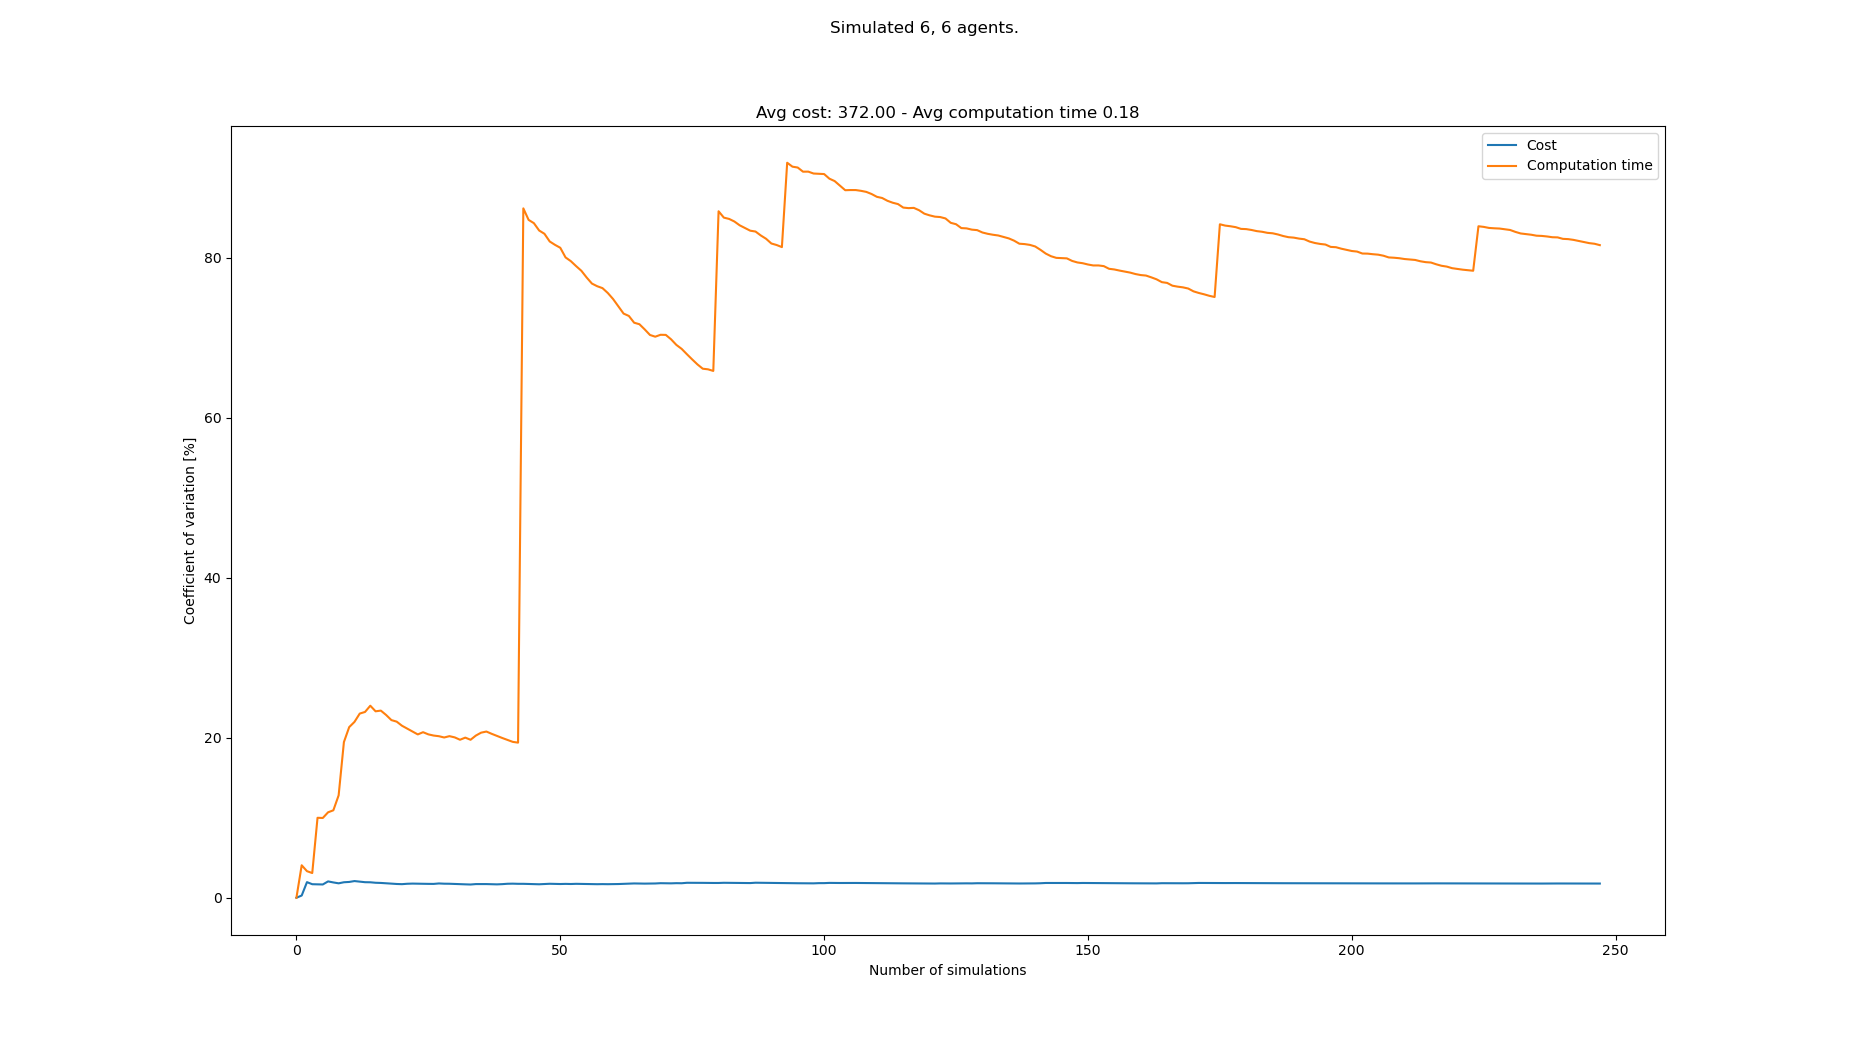 Simulated 6, 6 agents.
Avg cost: 372.00 - Avg computation time 0.18
Cost
Computation time
Coefficient of variation [%]
80
60
40
20
0
0 50 100 150 200 250
Number of simulations